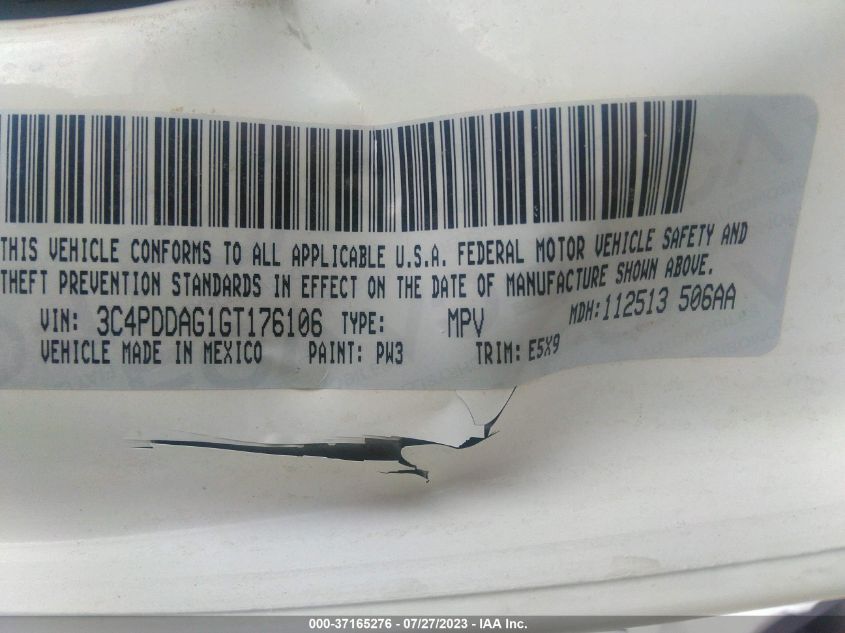 THIS VEHICLE CONFORMS TO ALL APPLICABLE U.S.A. FEDERAL MOTOR VEHICLE SAFETY AND
THEFT PREVENTION STANDARDS IN EFFECT ON THE DATE OF MANUFACTURE SHOWN ABOVE.
VIN: 3C4PDDAG1GT176106 TYPE: MPV MDH:112513 506AA
VEHICLE MADE IN MEXICO PAINT: PW3 TRIM: E5X9
000-37165276 - 07/27/2023 - IAA Inc.